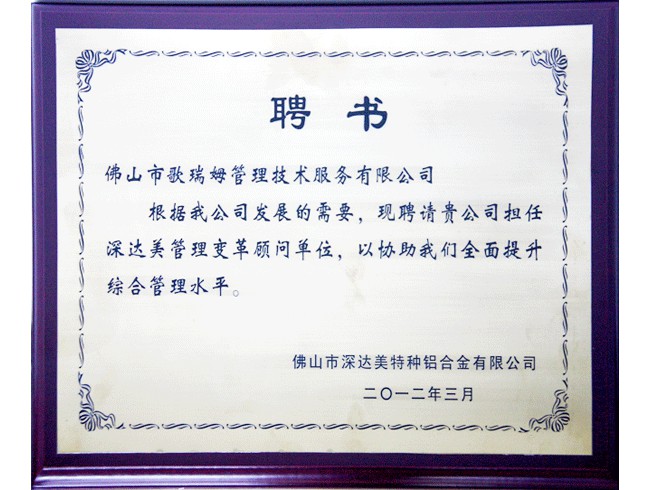 聘书
佛山市歌瑞姆管理技术服务有限公司
根据我公司发展的需要，现聘请贵公司担任
深达美管理变革顾问单位，以协助我们全面提升
综合管理水平。
佛山市深达美特种铝合金有限公司
二〇一二年三月